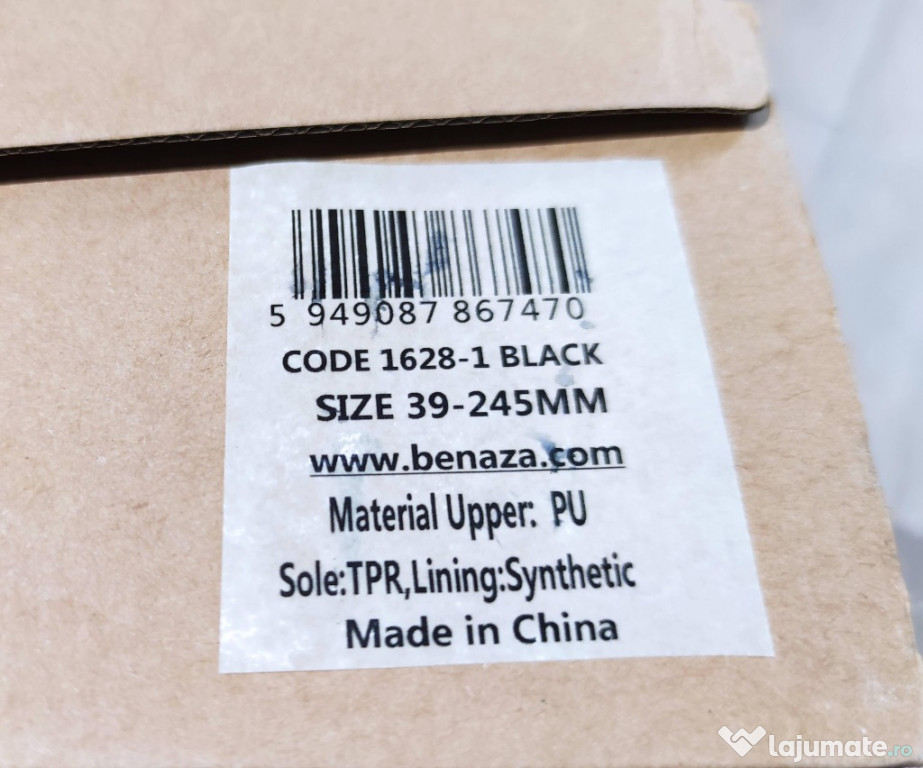 5 949087 867470
CODE 1628-1 BLACK
SIZE 39-245MM
www.benaza.com
Material Upper: PU
Sole:TPR,Lining:Synthetic
Made in China
lajumate.ro